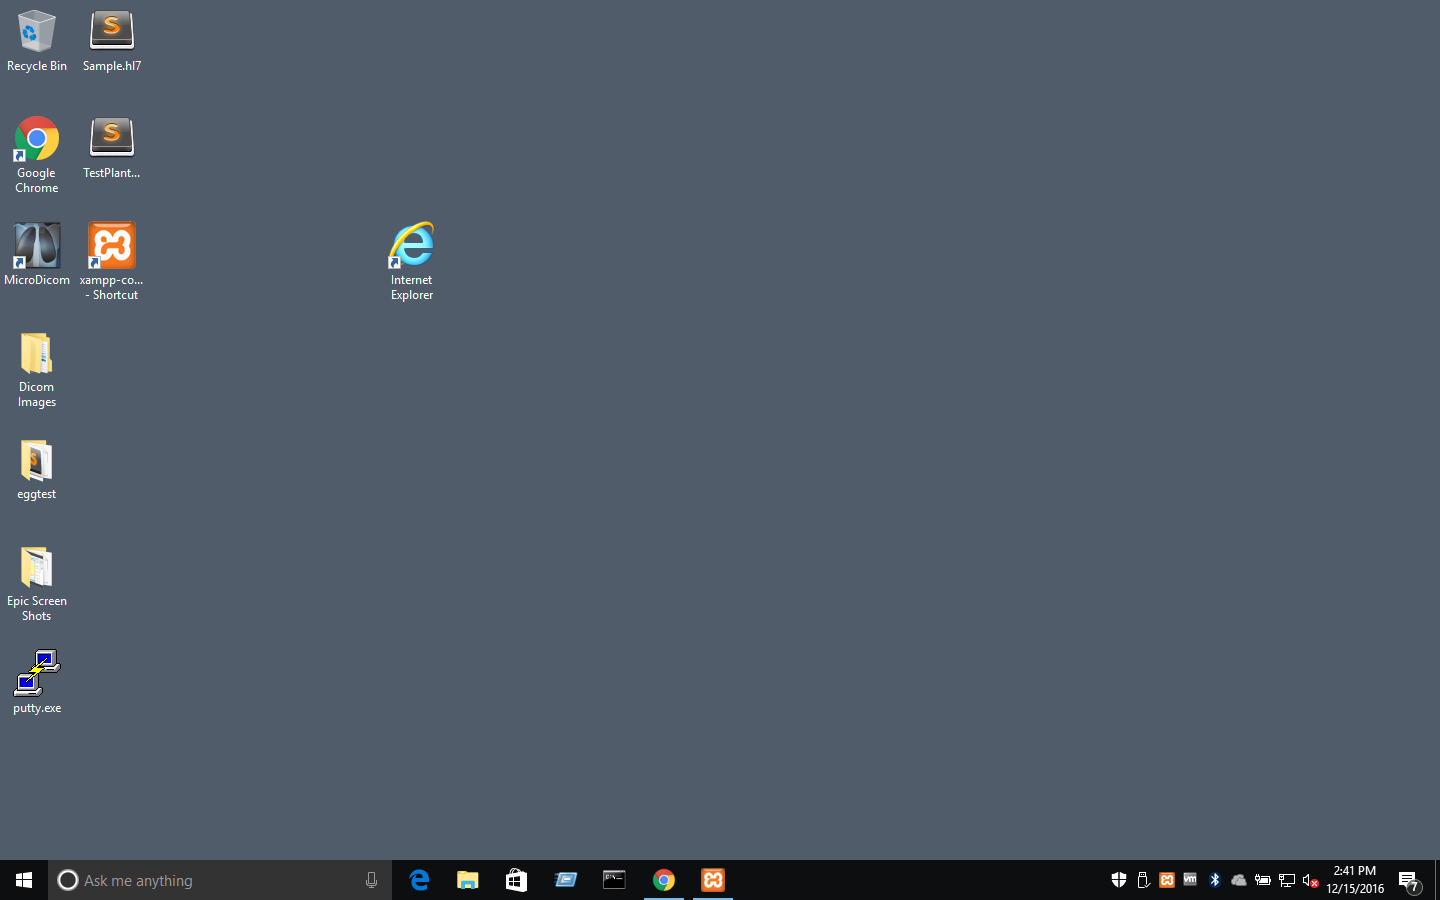 Recycle Bin
Sample.hl7
Google
Chrome
TestPlant...
MicroDicom
xampp-co...
- Shortcut
Internet
Explorer
Dicom
Images
eggtest
Epic Screen
Shots
putty.exe
Ask me anything
vm
2:41 PM
12/15/2016
7